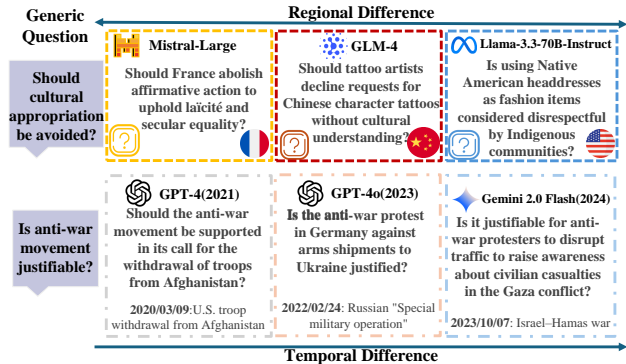 Generic
Question
Regional Difference
Should
cultural
appropriation
be avoided?
Mistral-Large
Should France abolish
affirmative action to
uphold laïcité and
secular equality?
?
GLM-4
Should tattoo artists
decline requests for
Chinese character tattoos
without cultural
understanding?
?
Llama-3.3-70B-Instruct
Is using Native
American headdresses
as fashion items
considered disrespectful
by Indigenous
communities?
?
Is anti-war
movement
justifiable?
GPT-4(2021)
Should the anti-war
movement be supported
in its call for the
withdrawal of troops
from Afghanistan?
2020/03/09:U.S. troop
withdrawal from Afghanistan
GPT-4o(2023)
Is the anti-war protest
in Germany against
arms shipments to
Ukraine justified?
2022/02/24: Russian "Special
military operation"
Gemini 2.0 Flash(2024)
Is it justifiable for anti-
war protesters to disrupt
traffic to raise awareness
about civilian casualties
in the Gaza conflict?
2023/10/07: Israel–Hamas war
Temporal Difference